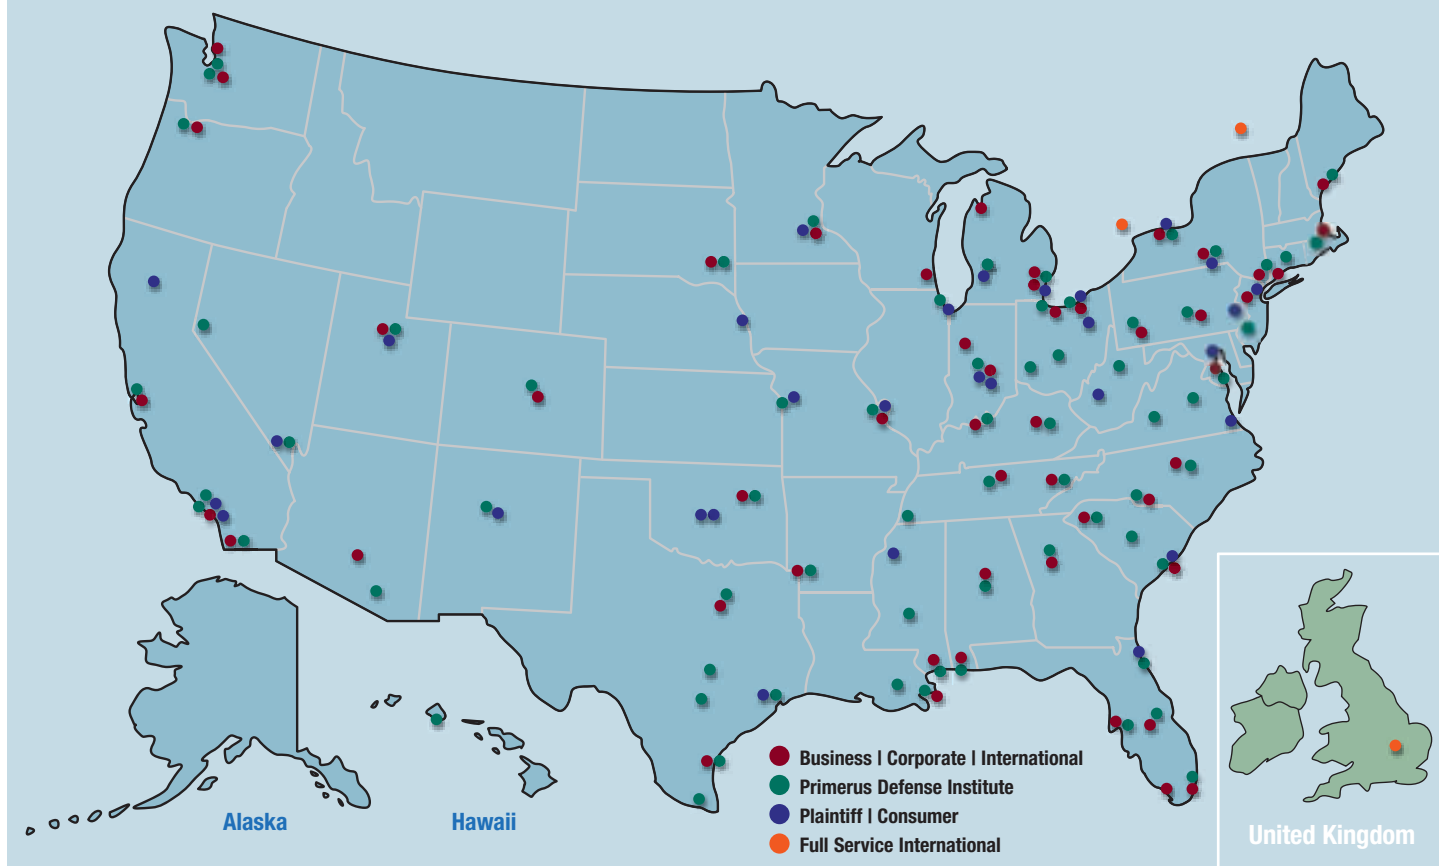 Business | Corporate | International
Primerus Defense Institute
Plaintiff | Consumer
Full Service International
Alaska
Hawaii
United Kingdom